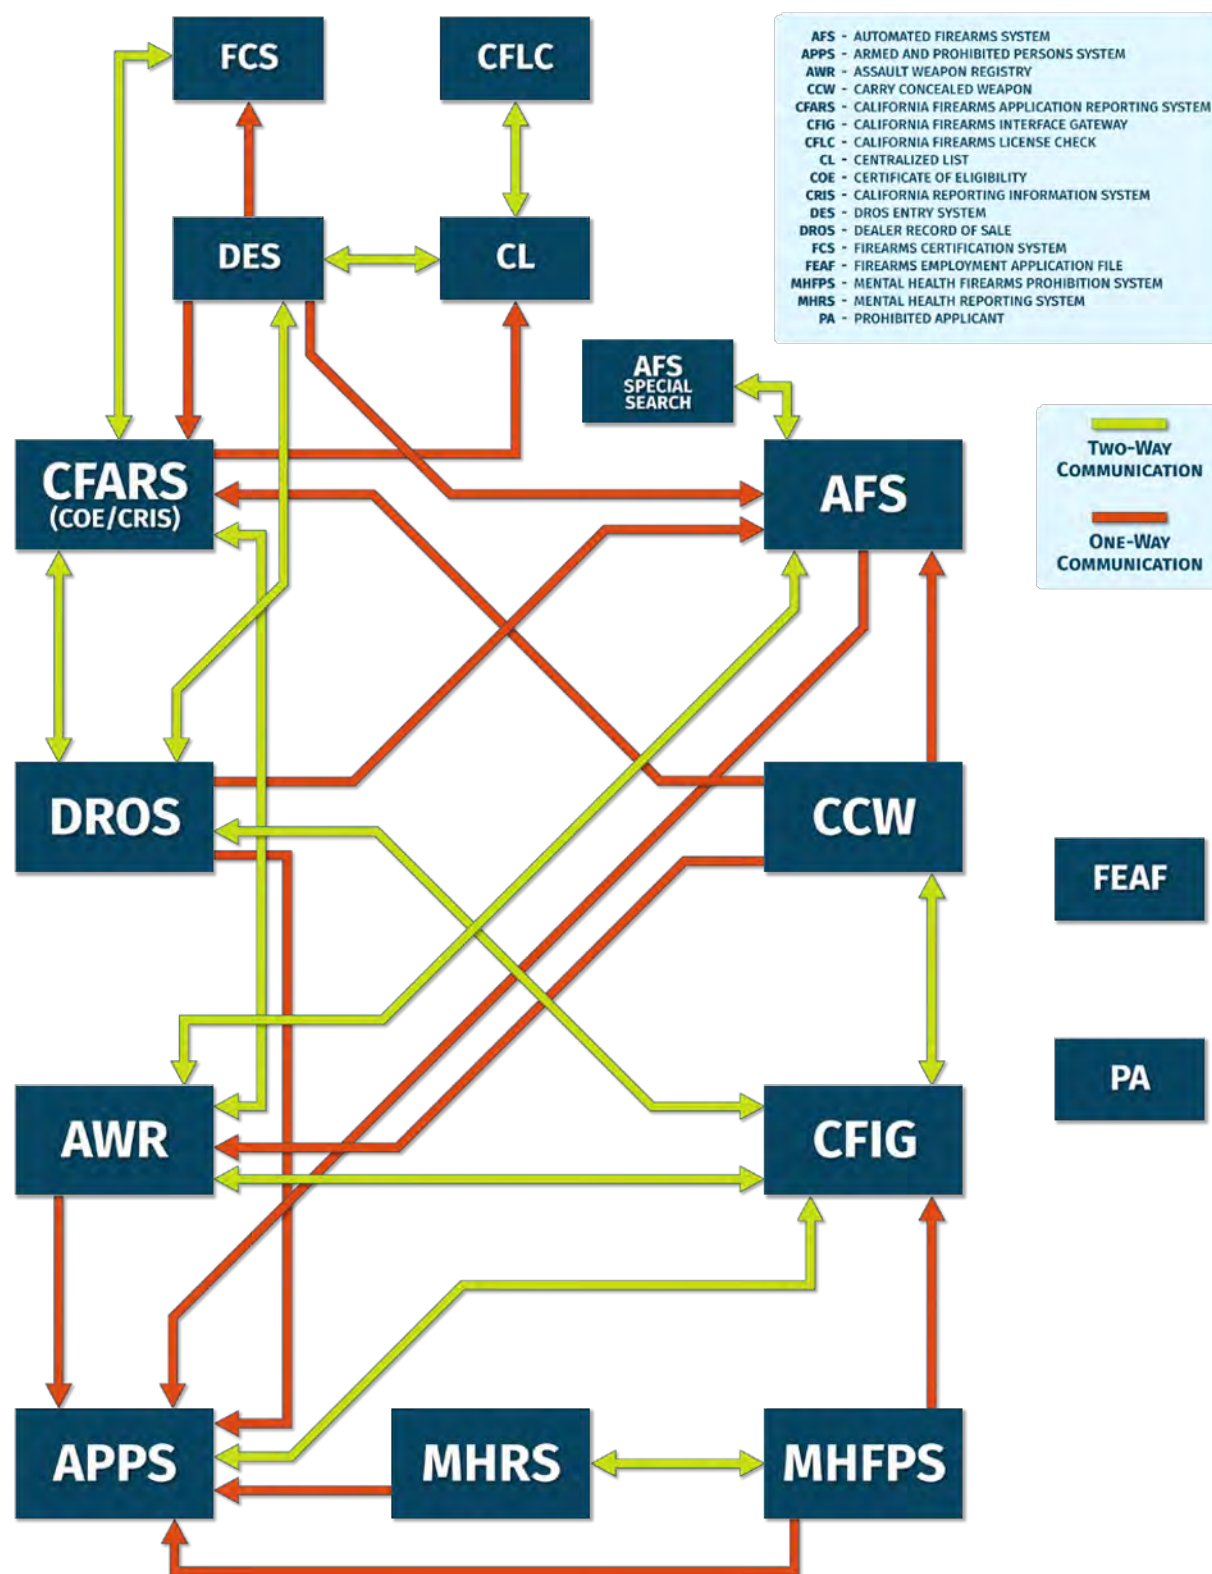 FCS
CFLC
AFS - AUTOMATED FIREARMS SYSTEM
APPS - ARMED AND PROHIBITED PERSONS SYSTEM
AWR - ASSAULT WEAPON REGISTRY
CCW - CARRY CONCEALED WEAPON
CFARS - CALIFORNIA FIREARMS APPLICATION REPORTING SYSTEM
CFIG - CALIFORNIA FIREARMS INTERFACE GATEWAY
CFLC - CALIFORNIA FIREARMS LICENSE CHECK
CL - CENTRALIZED LIST
COE - CERTIFICATE OF ELIGIBILITY
CRIS - CALIFORNIA REPORTING INFORMATION SYSTEM
DES - DROS ENTRY SYSTEM
DROS - DEALER RECORD OF SALE
FCS - FIREARMS CERTIFICATION SYSTEM
FEAF - FIREARMS EMPLOYMENT APPLICATION FILE
MHFPS - MENTAL HEALTH FIREARMS PROHIBITION SYSTEM
MHRS - MENTAL HEALTH REPORTING SYSTEM
PA - PROHIBITED APPLICANT
DES
CL
AFS
SPECIAL
SEARCH
TWO-WAY
COMMUNICATION
ONE-WAY
COMMUNICATION
CFARS
(COE/CRIS)
AFS
DROS
CCW
FEAF
PA
AWR
CFIG
APPS
MHRS
MHFPS